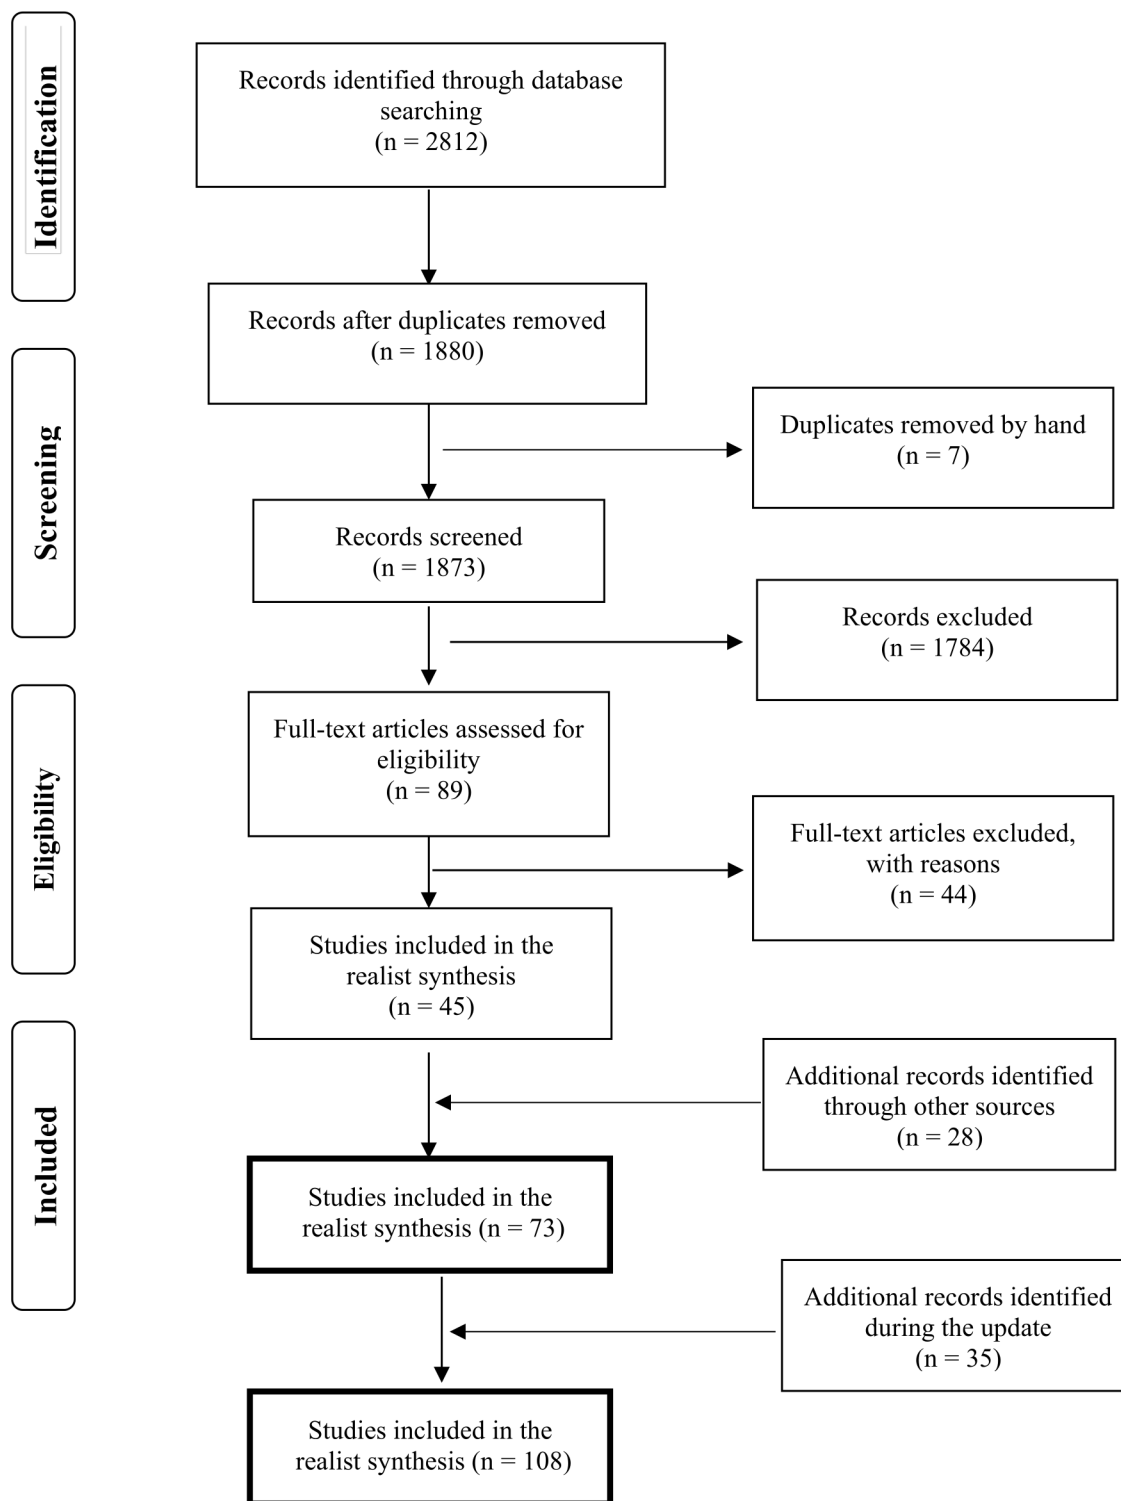 Identification
Records identified through database
searching
(n = 2812)
Records after duplicates removed
(n = 1880)
Screening
Duplicates removed by hand
(n = 7)
Records screened
(n = 1873)
Records excluded
(n = 1784)
Eligibility
Full-text articles assessed for
eligibility
(n = 89)
Full-text articles excluded,
with reasons
(n = 44)
Studies included in the
realist synthesis
(n = 45)
Included
Additional records identified
through other sources
(n = 28)
Studies included in the
realist synthesis (n = 73)
Additional records identified
during the update
(n = 35)
Studies included in the
realist synthesis (n = 108)